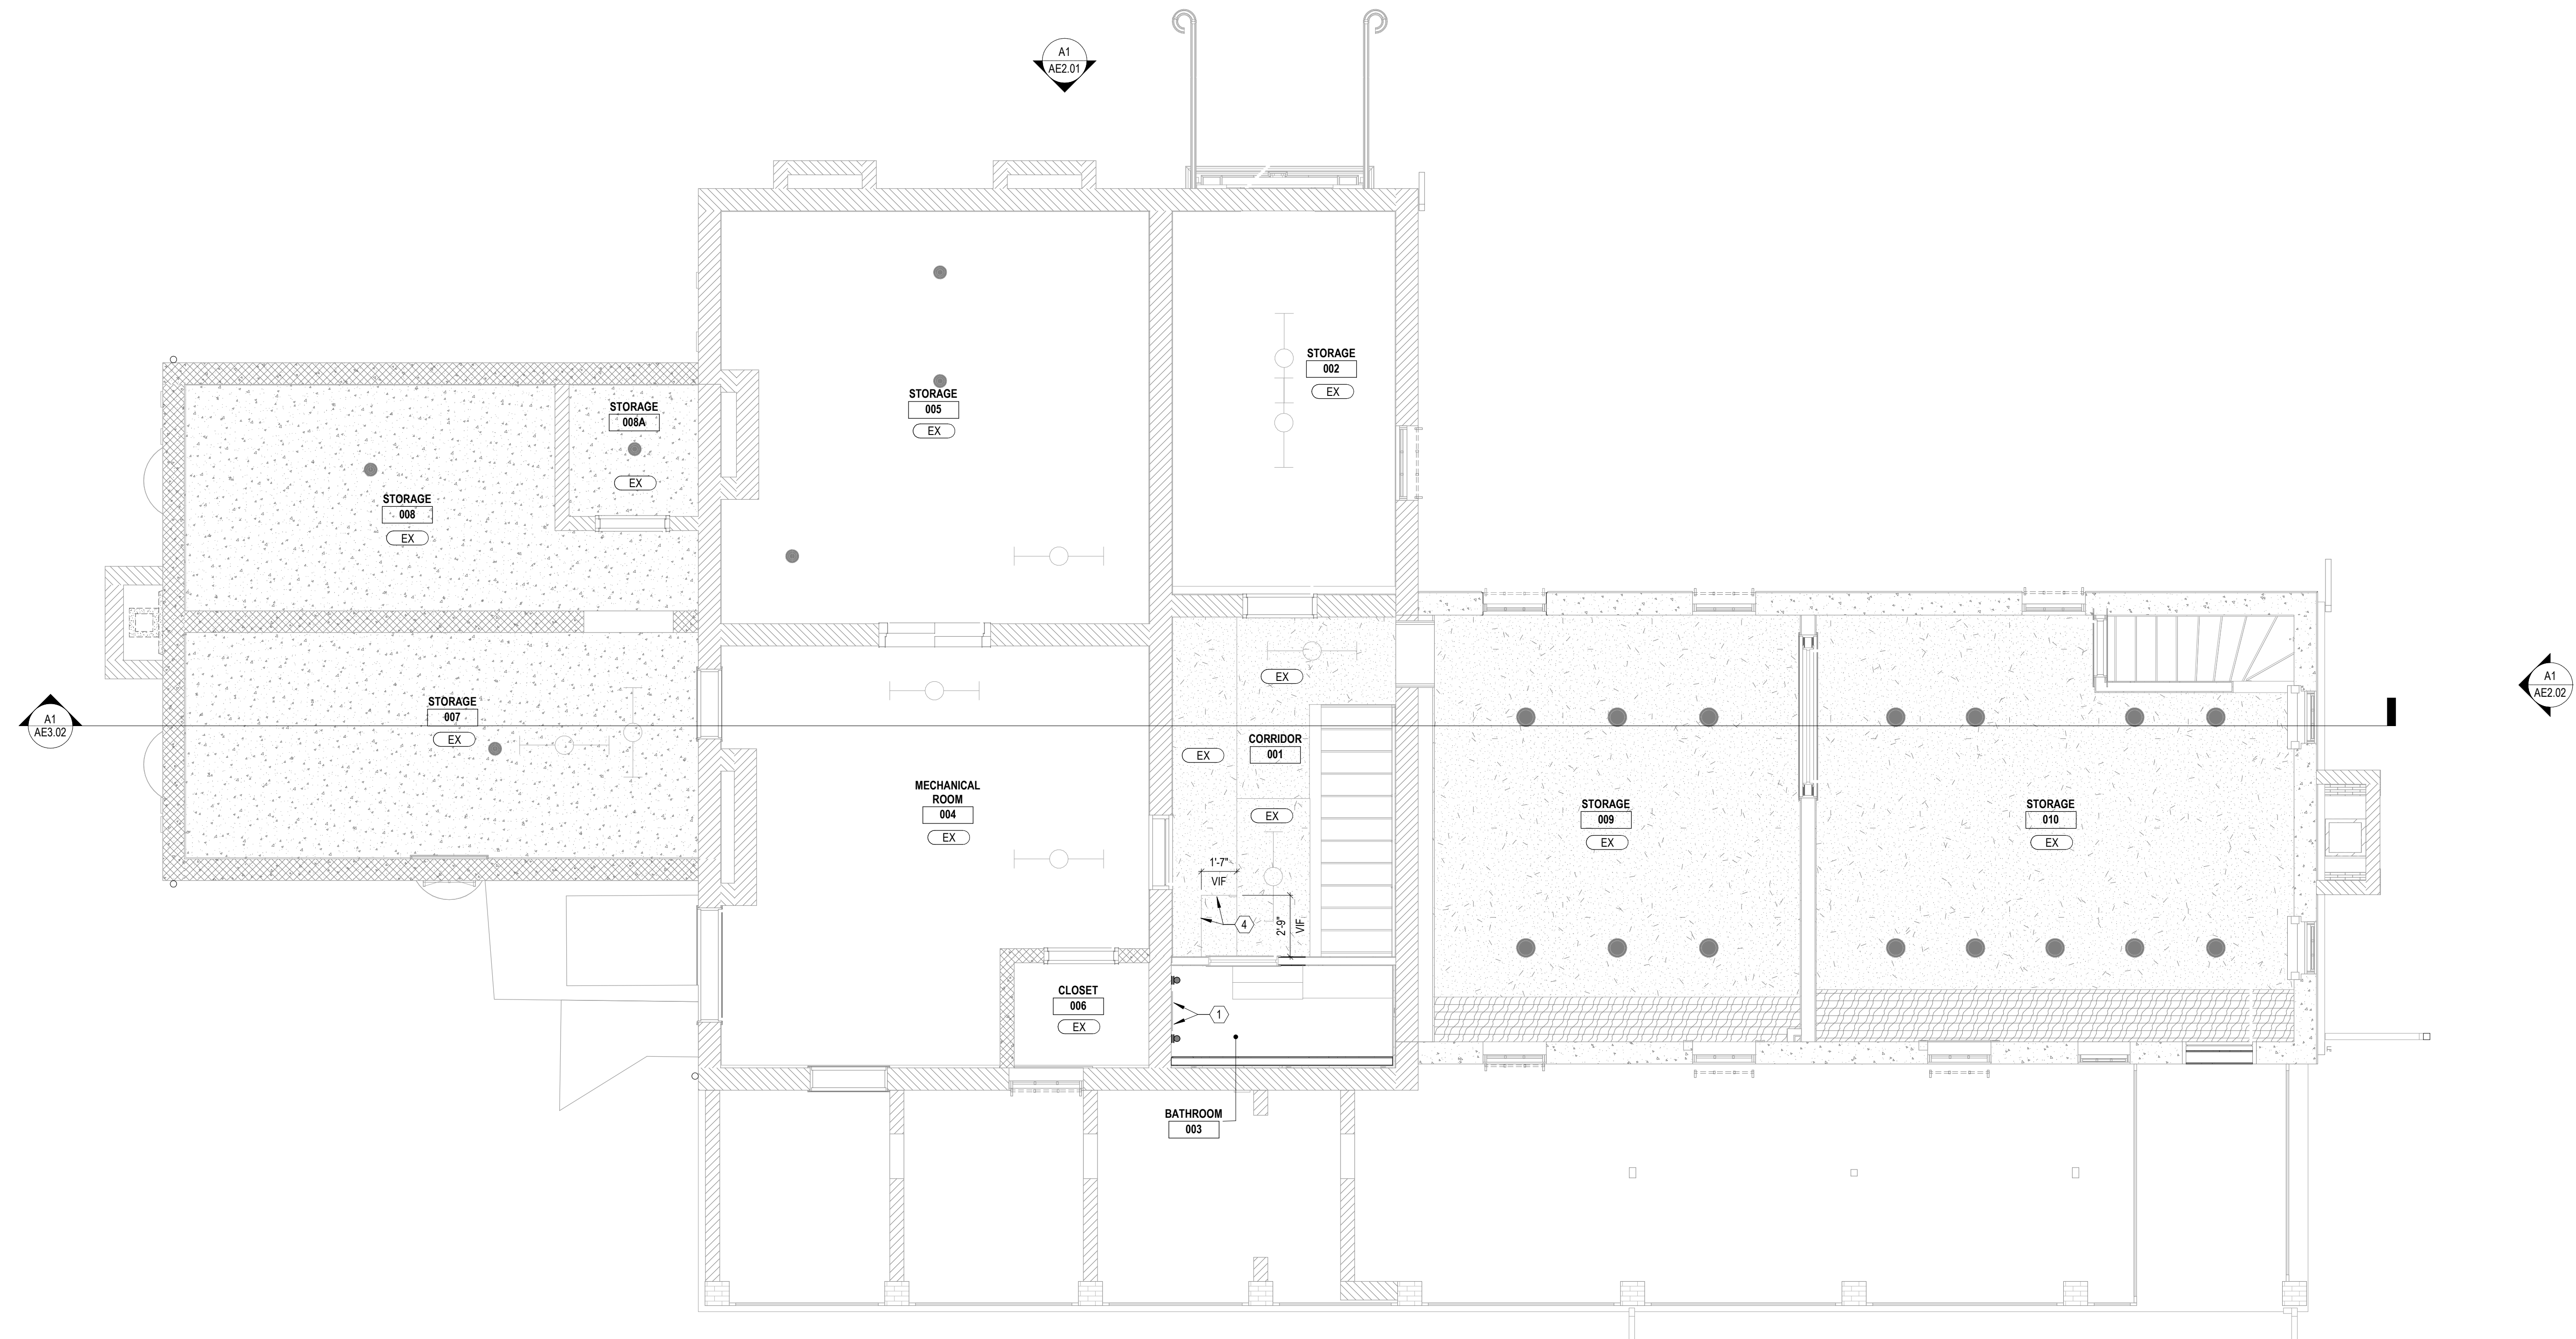 A1
AE2.01
STORAGE
002
EX
STORAGE
005
EX
STORAGE
008A
EX
STORAGE
008
EX
EX
A1
AE2.02
STORAGE
007
EX
A1
AE3.02
CORRIDOR
001
EX
EX
MECHANICAL
ROOM
004
EX
STORAGE
009
EX
STORAGE
010
EX
1'-7"
VIF
2'-9"
VIF
4
CLOSET
006
EX
1
BATHROOM
003